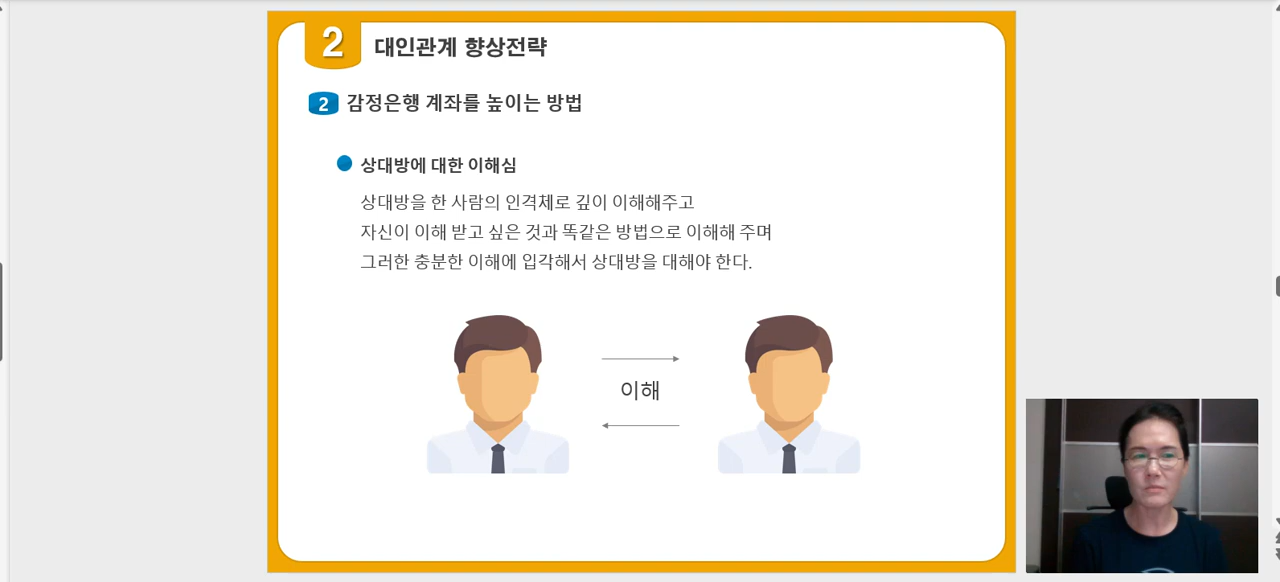 2 대인관계 향상전략
2 감정은행 계좌를 높이는 방법
상대방에 대한 이해심
상대방을 한 사람의 인격체로 깊이 이해해주고
자신이 이해 받고 싶은 것과 똑같은 방법으로 이해해 주며
그러한 충분한 이해에 입각해서 상대방을 대해야 한다.
이해